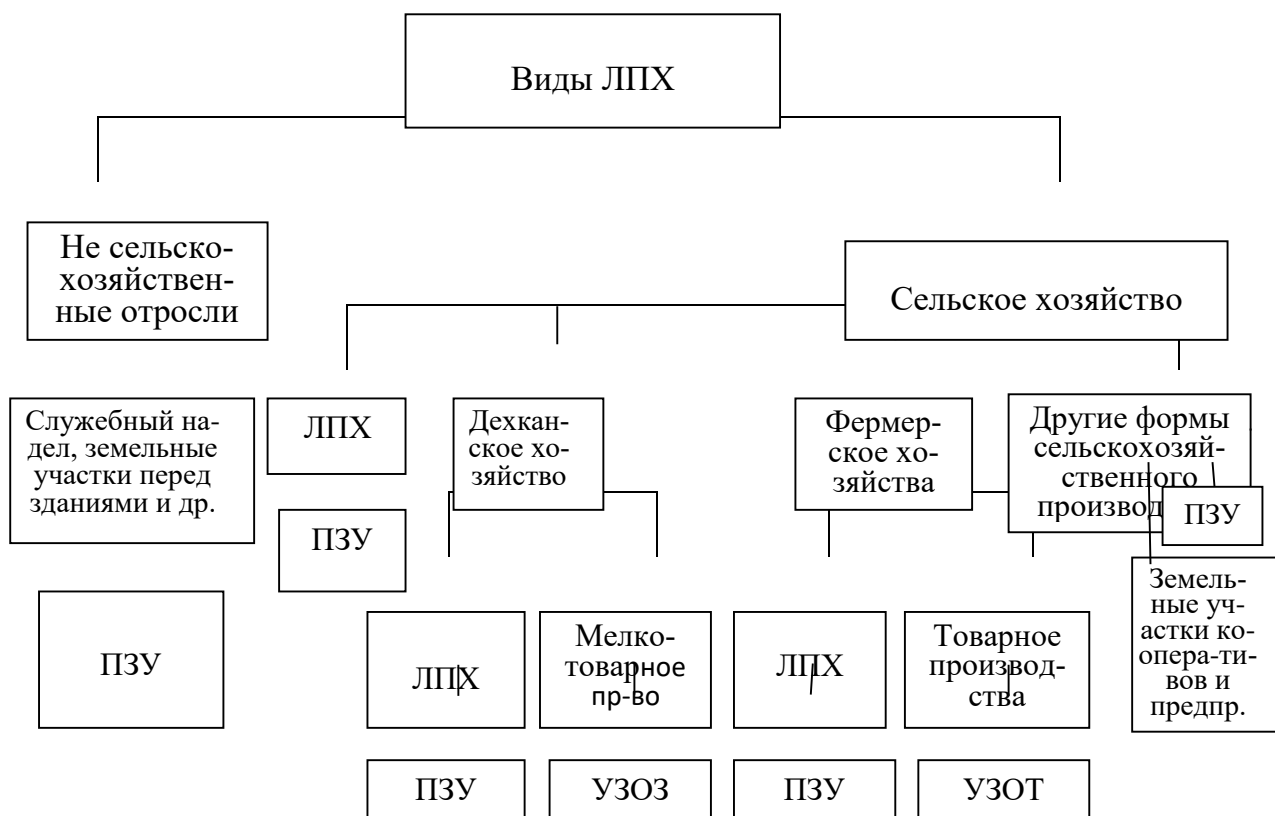 Виды ЛПХ
Не сельско-
хозяйствен-
ные отросли
Сельское хозяйство
Служебный на-
дел, земельные
участки перед
зданиями и др.
ЛПХ
Дехкан-
ское хо-
зяйство
Фермер-
ское хо-
зяйства
Другие формы
сельскохозяй-
ственного
производ
ПЗУ
ПЗУ
ПЗУ
ЛПХ
Мелко-
товарное
пр-во
ЛПХ
Товарное
производ-
ства
Земель-
ные уч-
астки ко-
опера-ти-
вов и
предпр.
ПЗУ
УЗОЗ
ПЗУ
УЗОТ